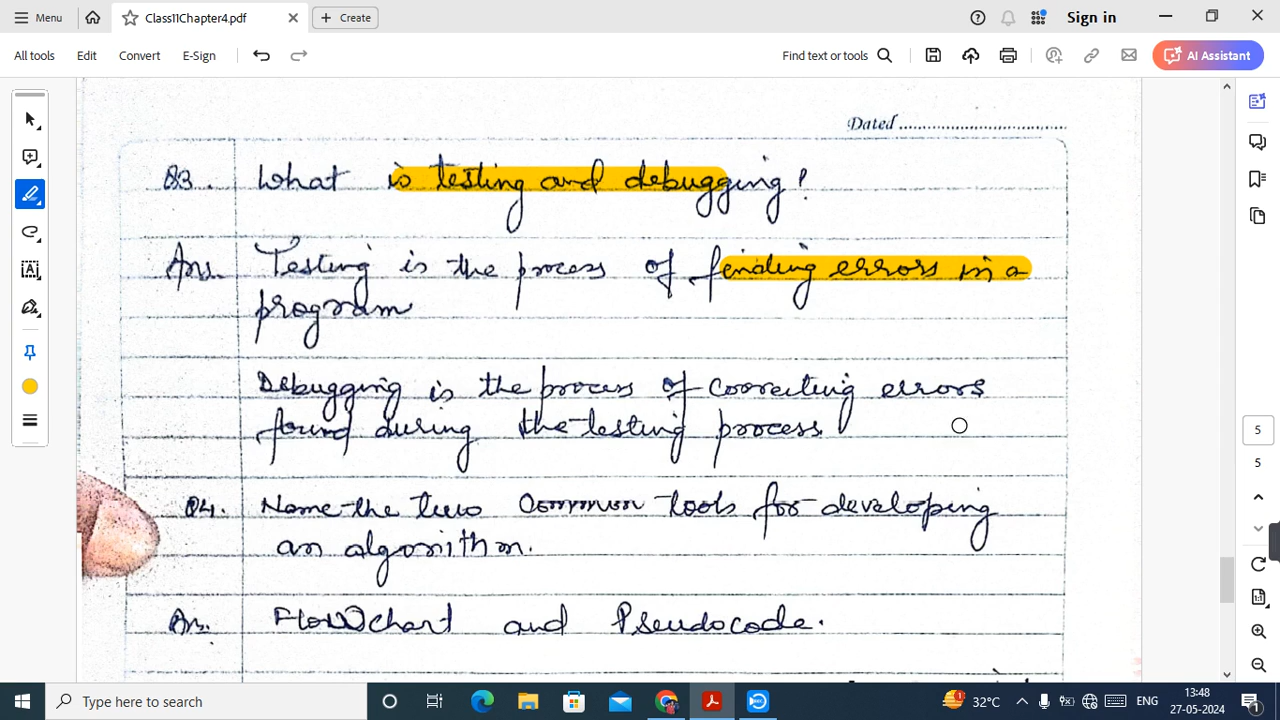 Menu
Class11Chapter4.pdf
Create
Sign in
All tools
Edit
Convert
E-Sign
Find text or tools
AI Assistant
Dated
Q3. What is testing and debugging?
Ans. Testing is the process of finding errors in a
program
Debugging is the process of correcting errors
found during the testing process
Q4. Name the two common tools for developing
an algorithm.
An. Flowchart and Pseudocode.
5
5
Type here to search
1
32°C
ENG
13:48
27-05-2024
1